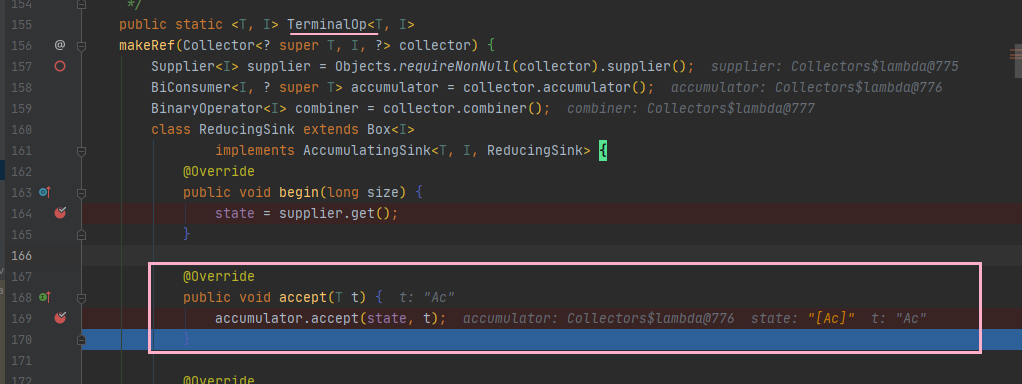 154 */
155 public static <T, I> TerminalOp<T, I>
156 @ makeRef(Collector<? super T, I, ?> collector) {
157 Supplier<I> supplier = Objects.requireNonNull(collector).supplier(); supplier: Collectors$lambda@775
158 BiConsumer<I, ? super T> accumulator = collector.accumulator(); accumulator: Collectors$lambda@776
159 BinaryOperator<I> combiner = collector.combiner(); combiner: Collectors$lambda@777
160 class ReducingSink extends Box<I>
161 implements AccumulatingSink<T, I, ReducingSink> {
162 @Override
163 public void begin(long size) {
164 state = supplier.get();
165 }
166
167 @Override
168 public void accept(T t) { t: "Ac"
169 accumulator.accept(state, t); accumulator: Collectors$lambda@776 state: "[Ac]" t: "Ac"
170 }
171
172 @Override